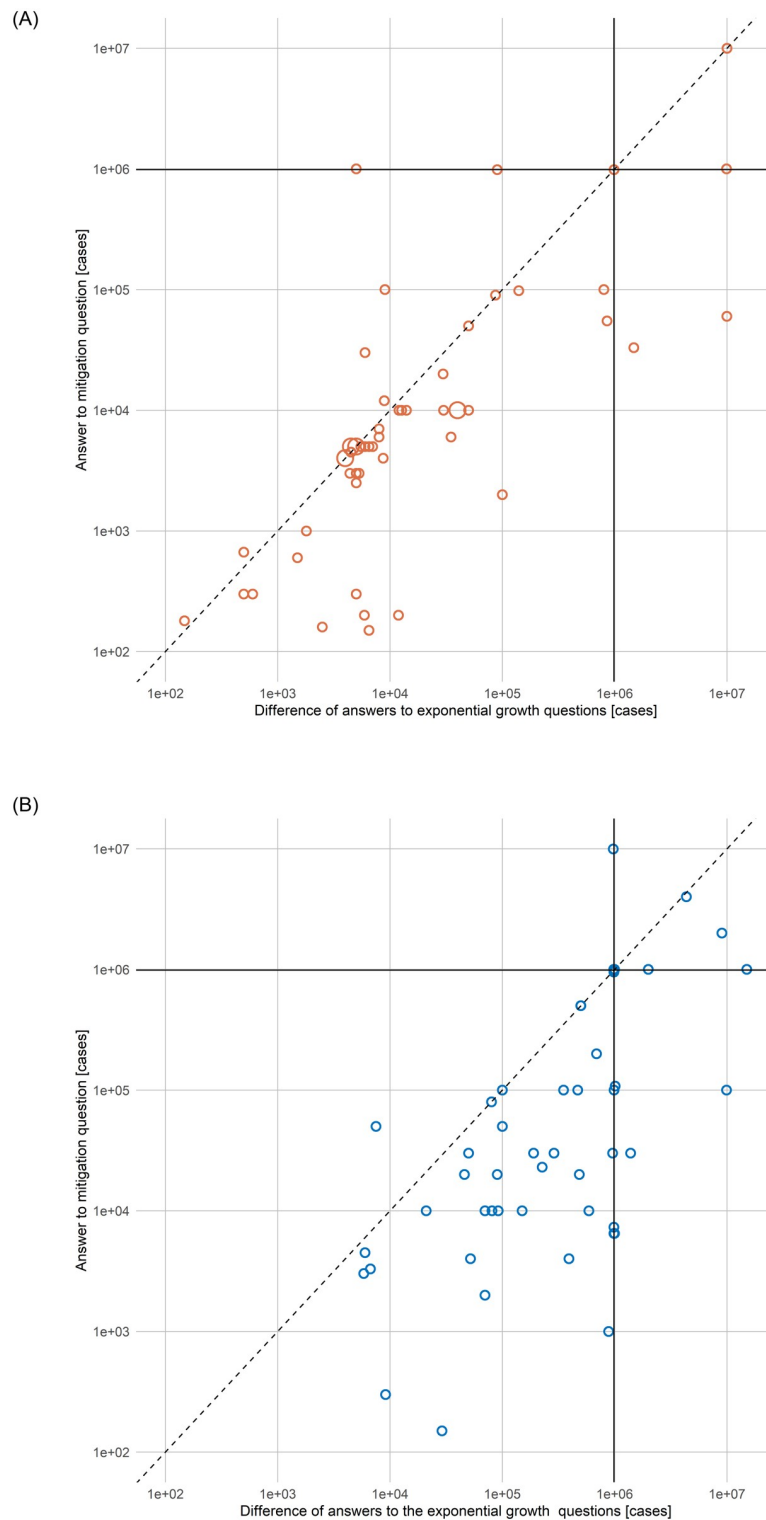 (A)
1e+07
1e+06
1e+05
1e+04
1e+03
1e+02
Answer to mitigation question [cases]
1e+02 1e+03 1e+04 1e+05 1e+06 1e+07
Difference of answers to exponential growth questions [cases]
(B)
1e+07
1e+06
1e+05
1e+04
1e+03
1e+02
Answer to mitigation question [cases]
1e+02 1e+03 1e+04 1e+05 1e+06 1e+07
Difference of answers to the exponential growth  questions [cases]